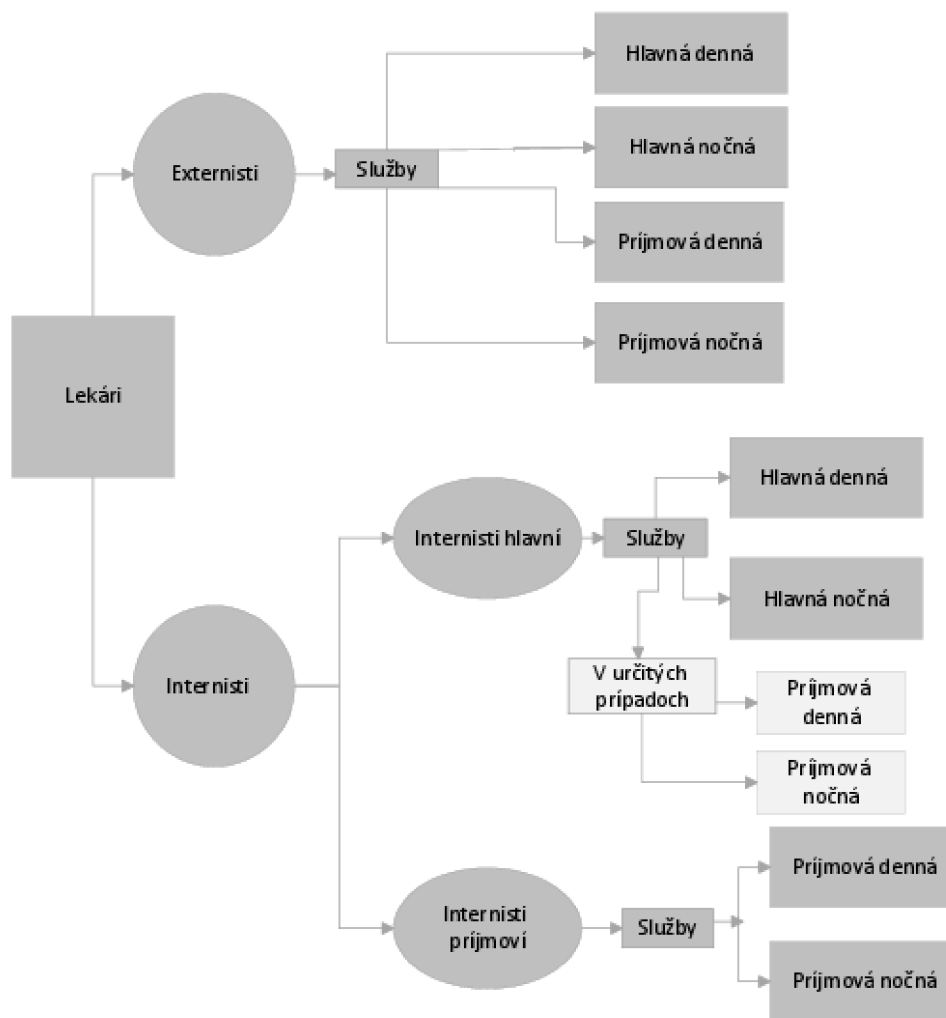 Hlavná denná
Hlavná nočná
Externisti
Služby
Príjmová denná
Príjmová nočná
Lekári
Hlavná denná
Internisti hlavní
Služby
Hlavná nočná
Internisti
V určitých
prípadoch
Príjmová
denná
Príjmová
nočná
Príjmová denná
Internisti
príjmoví
Služby
Príjmová nočná